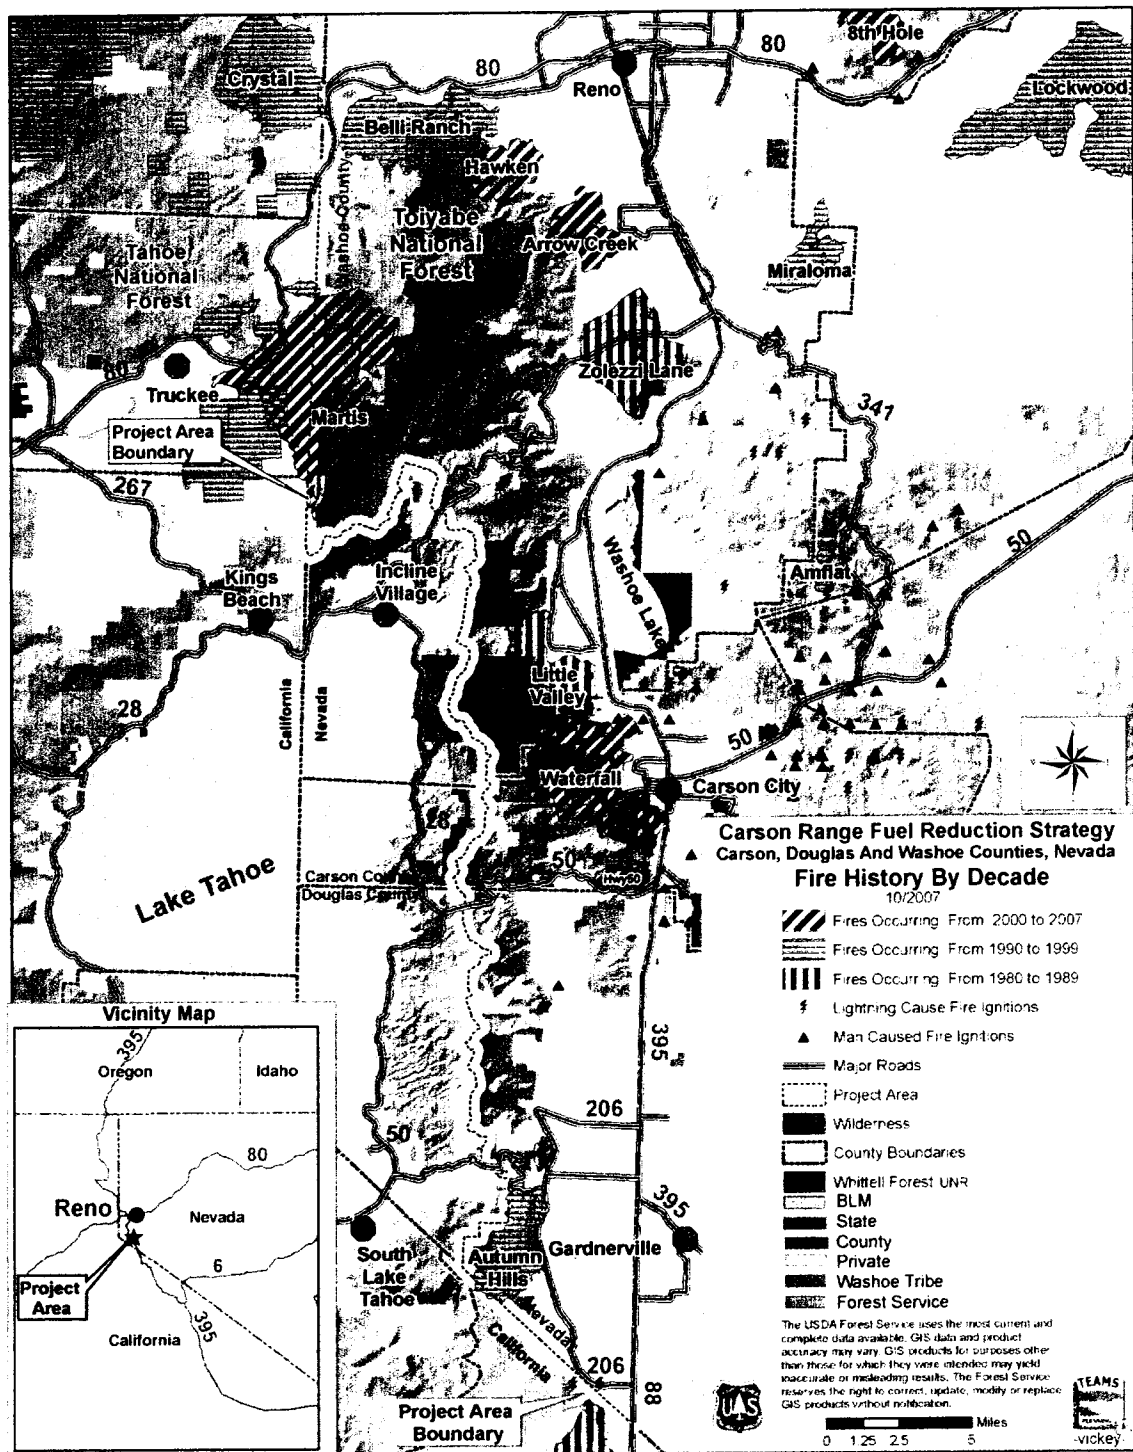 8th Hole
80
80
Reno
Crystal
Lockwood
Belli Ranch
Hawken
Washoe County
Toiyabe
National
Forest
Tahoe
National
Forest
Arrow Creek
Miraloma
80
Truckee
Zolezzi Lane
341
Martis
Project Area
Boundary
267
50
Washoe Lake
Amflat
Kings
Beach
Incline
Village
Little
Valley
28
California
Nevada
50
Waterfall
Carson City
28
50
Hwy50
Lake Tahoe
Carson County
Douglas County
Carson Range Fuel Reduction Strategy
Carson, Douglas And Washoe Counties, Nevada
Fire History By Decade
10/2007
Fires Occurring From 2000 to 2007
Fires Occurring From 1990 to 1999
Fires Occurring From 1980 to 1989
Lightning Cause Fire Ignitions
Man Caused Fire Ignitions
Major Roads
Project Area
Wilderness
County Boundaries
Whittell Forest UNR
BLM
State
County
Private
Washoe Tribe
Forest Service
395
206
50
395
South
Lake
Tahoe
Autumn
Hills
Gardnerville
Nevada
California
206
88
Project Area
Boundary
Vicinity Map
395
Oregon
Idaho
80
Reno
Nevada
6
Project
Area
California
395
The USDA Forest Service uses the most current and
complete data available. GIS data and product
accuracy may vary. GIS products for purposes other
than those for which they were intended may yield
inaccurate or misleading results. The Forest Service
reserves the right to correct, update, modify or replace
GIS products without notification.
UAS
Miles
0 1.25 2.5 5
TEAMS
-vickey-